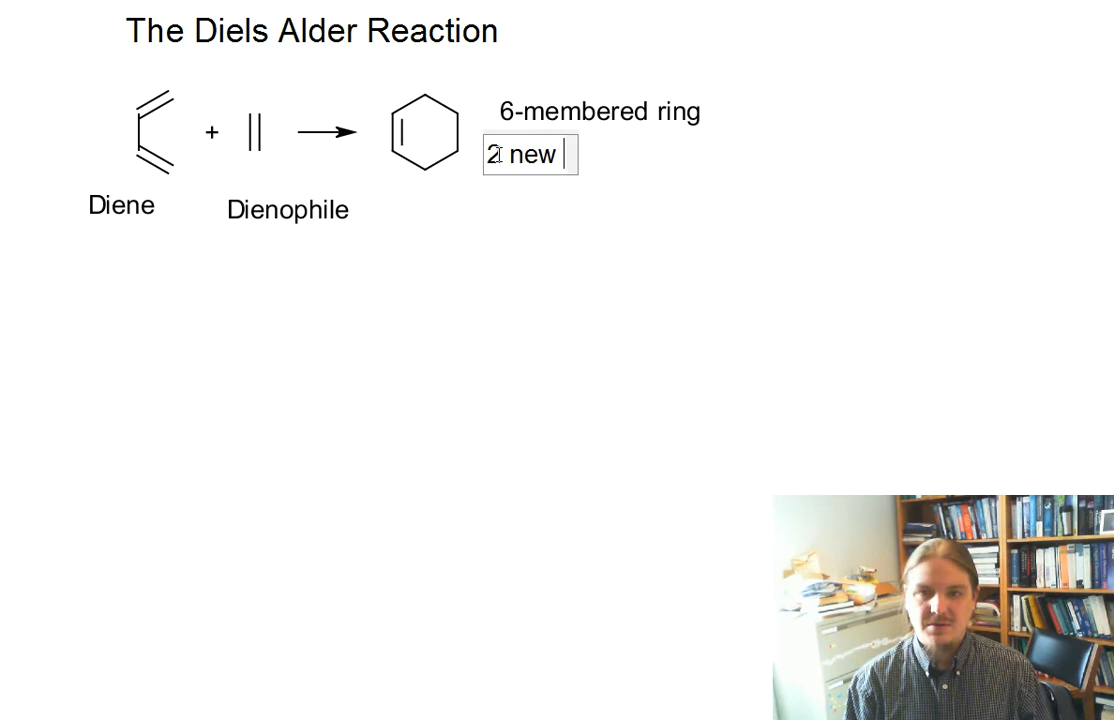 The Diels Alder Reaction
+
6-membered ring
2 new
Diene
Dienophile